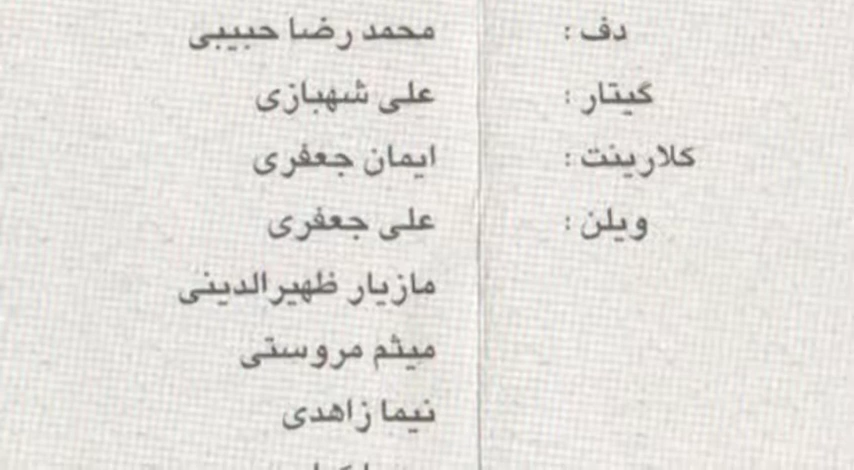 دف : محمد رضا حبیبی
گیتار : علی شهبازی
کلارینت : ایمان جعفری
ویلن : علی جعفری
مازیار ظهیرالدینی
میثم مروستی
نیما زاهدی